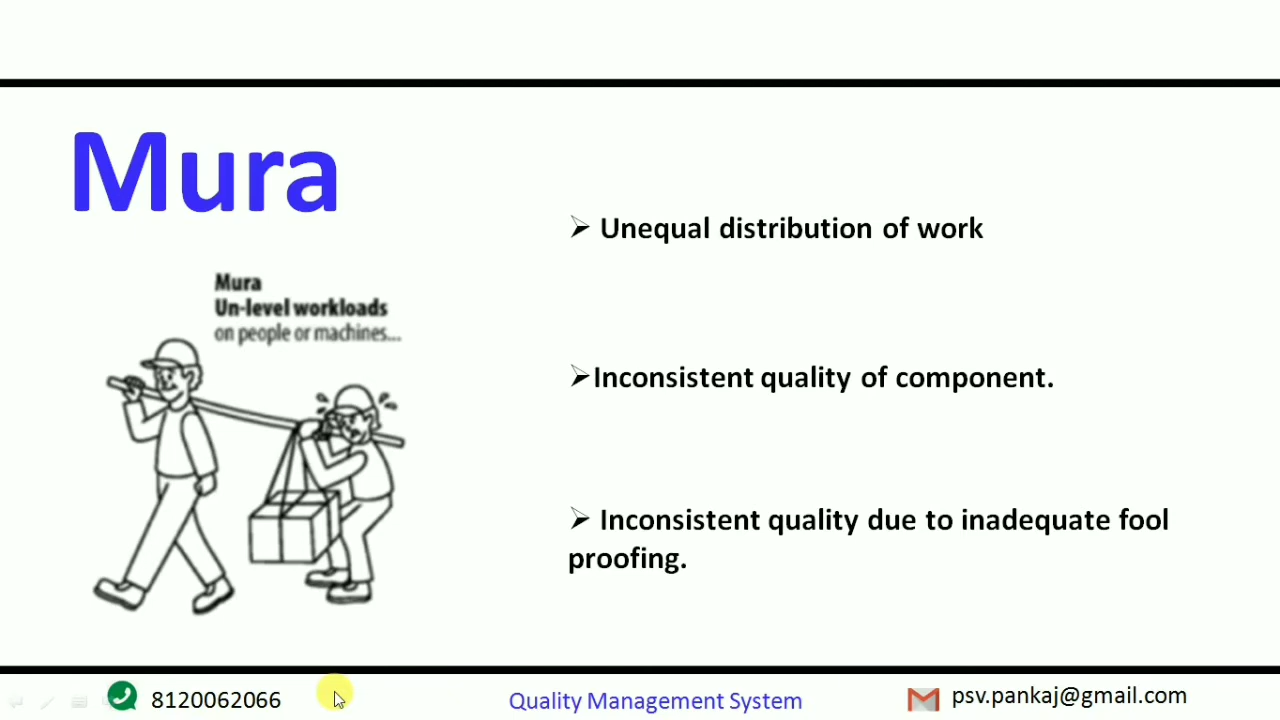 Mura
Mura
Un-level workloads
on people or machines...
➢ Unequal distribution of work
➢Inconsistent quality of component.
➢ Inconsistent quality due to inadequate fool
proofing.
8120062066
Quality Management System
psv.pankaj@gmail.com